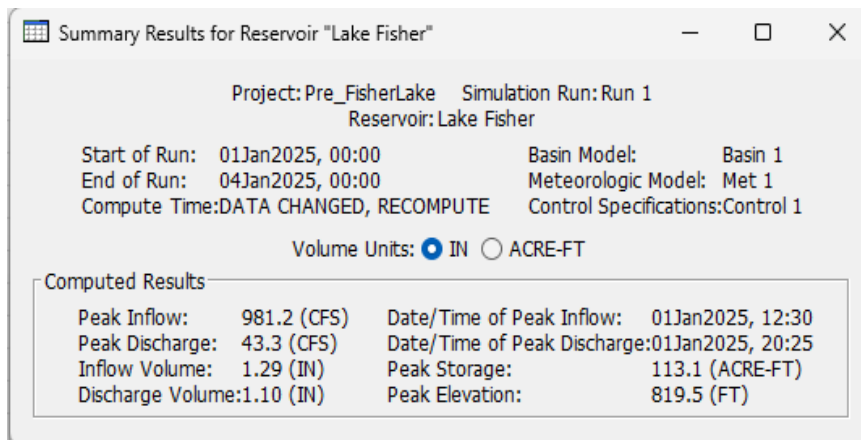 Summary Results for Reservoir "Lake Fisher"
Project: Pre_FisherLake Simulation Run: Run 1
Reservoir: Lake Fisher
Start of Run: 01Jan2025, 00:00 Basin Model: Basin 1
End of Run: 04Jan2025, 00:00 Meteorologic Model: Met 1
Compute Time:DATA CHANGED, RECOMPUTE Control Specifications:Control 1
Volume Units: IN ACRE-FT
Computed Results
Peak Inflow: 981.2 (CFS) Date/Time of Peak Inflow: 01Jan2025, 12:30
Peak Discharge: 43.3 (CFS) Date/Time of Peak Discharge:01Jan2025, 20:25
Inflow Volume: 1.29 (IN) Peak Storage: 113.1 (ACRE-FT)
Discharge Volume:1.10 (IN) Peak Elevation: 819.5 (FT)